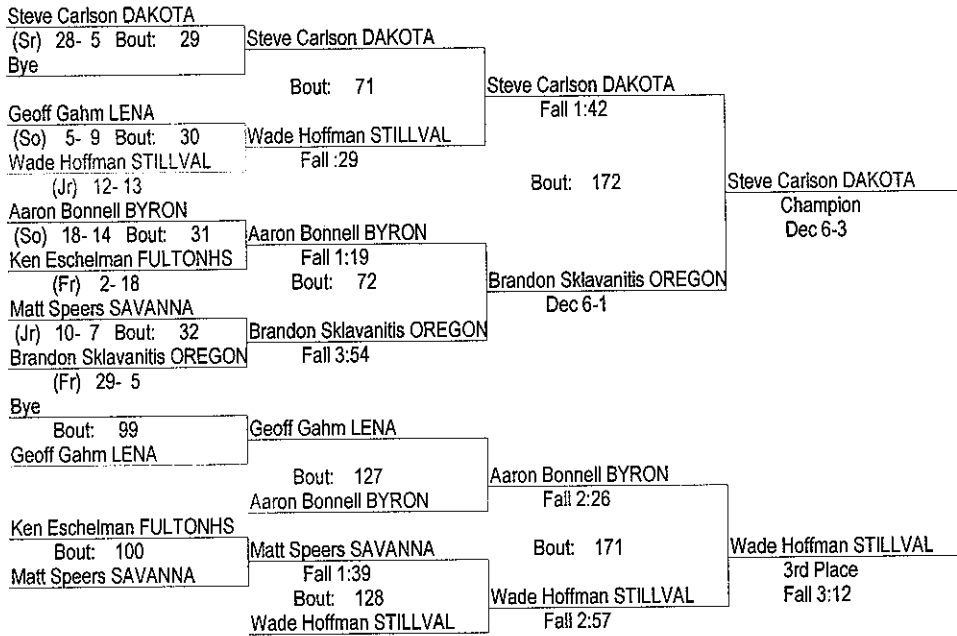 Steve Carlson DAKOTA
(Sr) 28- 5 Bout: 29
Bye
Steve Carlson DAKOTA
Bout: 71
Steve Carlson DAKOTA
Fall 1:42
Geoff Gahm LENA
(So) 5- 9 Bout: 30
Wade Hoffman STILLVAL
(Jr) 12- 13
Wade Hoffman STILLVAL
Fall :29
Bout: 172
Steve Carlson DAKOTA
Champion
Dec 6-3
Aaron Bonnell BYRON
(So) 18- 14 Bout: 31
Ken Eschelman FULTONHS
(Fr) 2- 18
Aaron Bonnell BYRON
Fall 1:19
Bout: 72
Brandon Sklavanitis OREGON
Dec 6-1
Matt Speers SAVANNA
(Jr) 10- 7 Bout: 32
Brandon Sklavanitis OREGON
(Fr) 29- 5
Brandon Sklavanitis OREGON
Fall 3:54
Bye
Bout: 99
Geoff Gahm LENA
Geoff Gahm LENA
Bout: 127
Aaron Bonnell BYRON
Aaron Bonnell BYRON
Fall 2:26
Ken Eschelman FULTONHS
Bout: 100
Matt Speers SAVANNA
Matt Speers SAVANNA
Fall 1:39
Bout: 128
Wade Hoffman STILLVAL
Bout: 171
Wade Hoffman STILLVAL
Fall 2:57
Wade Hoffman STILLVAL
3rd Place
Fall 3:12